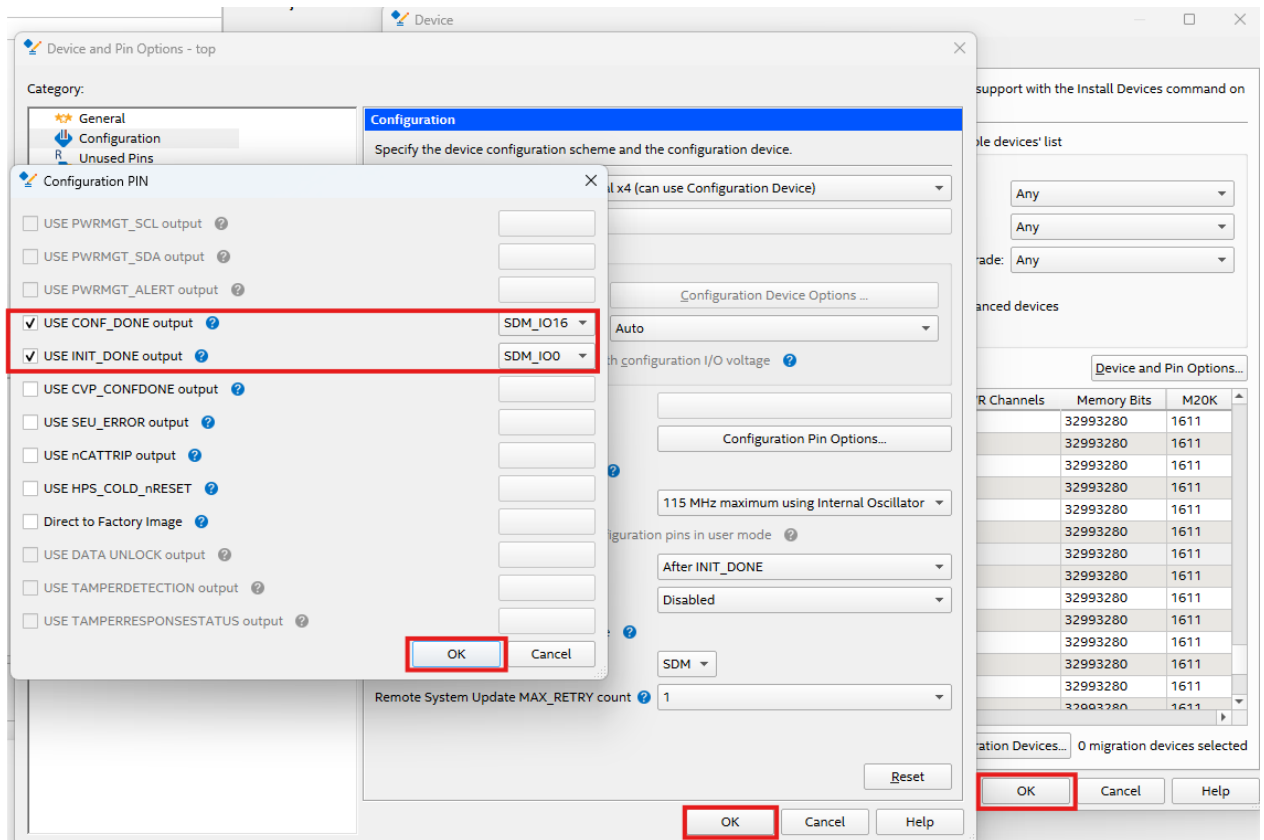 Device
Device and Pin Options - top
Category:
General
Configuration
R Unused Pins
Configuration
Specify the device configuration scheme and the configuration device.
x4 (can use Configuration Device)
Configuration Device Options ...
Auto
configuration I/O voltage
Configuration Pin Options...
115 MHz maximum using Internal Oscillator
pins in user mode
After INIT_DONE
Disabled
SDM
Remote System Update MAX_RETRY count 1
Reset
OK Cancel Help
Configuration PIN
USE PWRMGT_SCL output
USE PWRMGT_SDA output
USE PWRMGT_ALERT output
USE CONF_DONE output SDM_IO16
USE INIT_DONE output SDM_IO0
USE CVP_CONFDONE output
USE SEU_ERROR output
USE nCATTRIP output
USE HPS_COLD_nRESET
Direct to Factory Image
USE DATA UNLOCK output
USE TAMPERDETECTION output
USE TAMPERRESPONSESTATUS output
OK Cancel
support with the Install Devices command on
devices' list
Any
Any
Any
devices
Device and Pin Options...
Channels Memory Bits M20K
32993280 1611
32993280 1611
32993280 1611
32993280 1611
32993280 1611
32993280 1611
32993280 1611
32993280 1611
32993280 1611
32993280 1611
32993280 1611
32993280 1611
32993280 1611
32993280 1611
Devices... 0 migration devices selected
OK Cancel Help